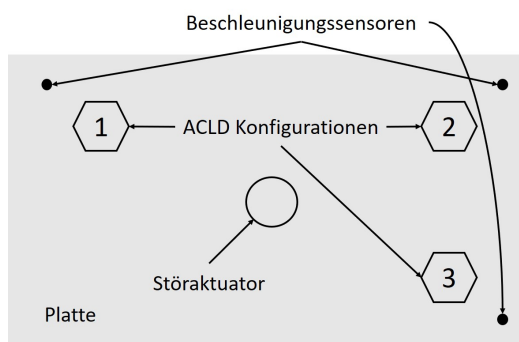 Beschleunigungssensoren
1
ACLD Konfigurationen
2
Störaktuator
3
Platte